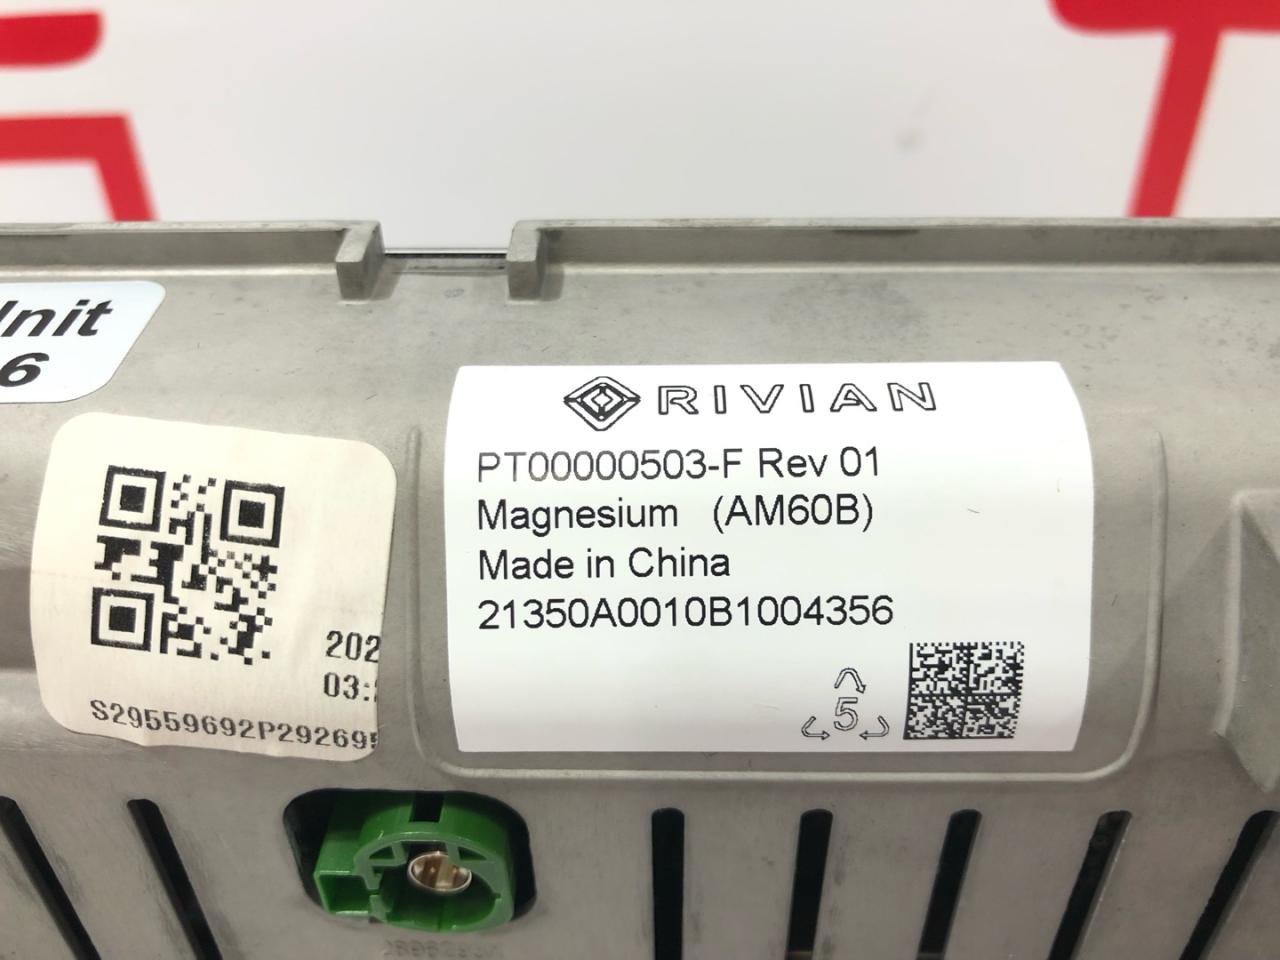 Unit
6
RIVIAN
PT00000503-F Rev 01
Magnesium (AM60B)
Made in China
21350A0010B1004356
5
202
03:
S29559692P29269